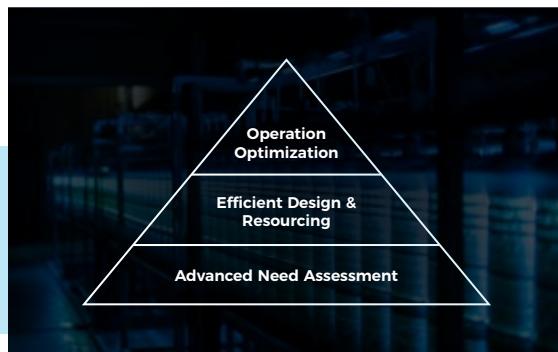 Operation
Optimization
Efficient Design &
Resourcing
Advanced Need Assessment